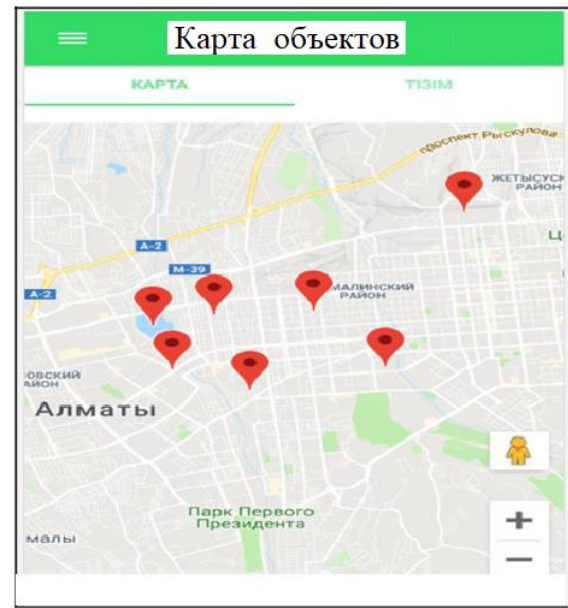 Карта объектов
КАРТА
ТІЗІМ
проспект Рыскулова
ЖЕТЫСУСК
РАЙОН
Ц
А-2
М-39
МАЛИНСКИЙ
РАЙОН
А-2
ОВСКИЙ
АЙОН
Алматы
Парк Первого
Президента
малы
+
−